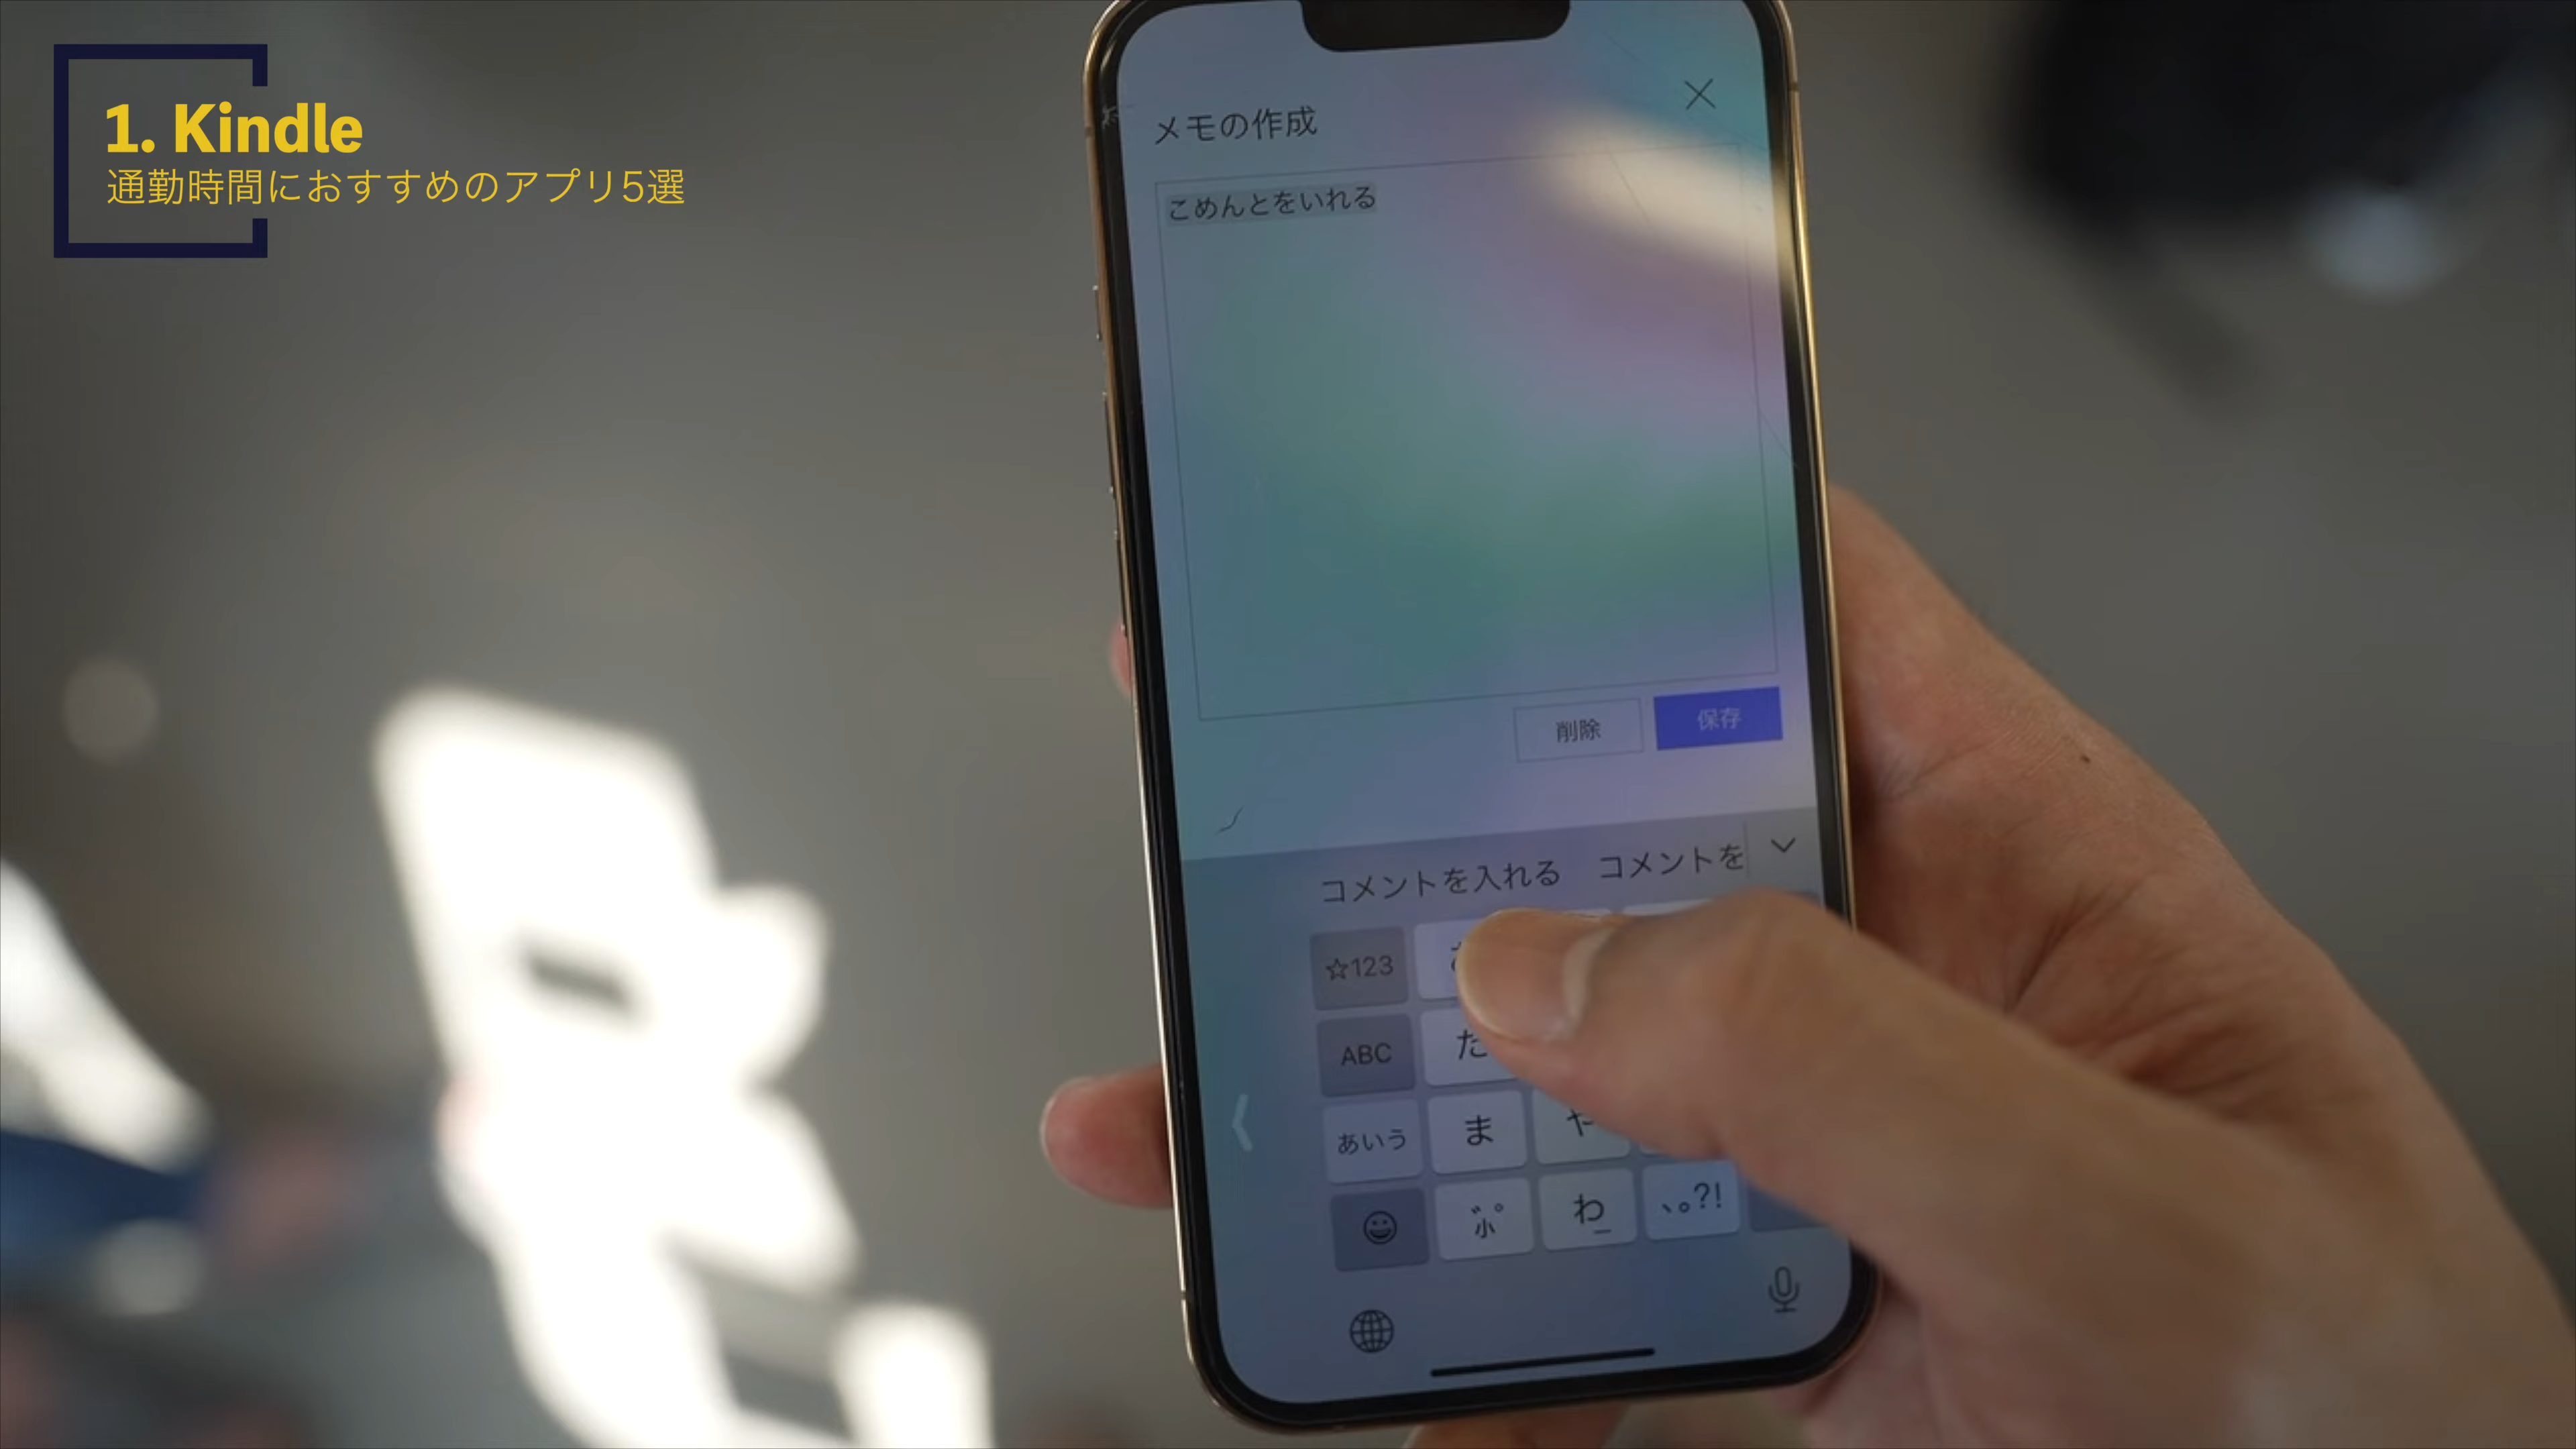 1. Kindle
通勤時間におすすめのアプリ5選
メモの作成
こめんとをいれる
削除
保存
コメントを入れる
コメントを
☆123
ABC
た
あいう
ま
や
小
わ
、。?!